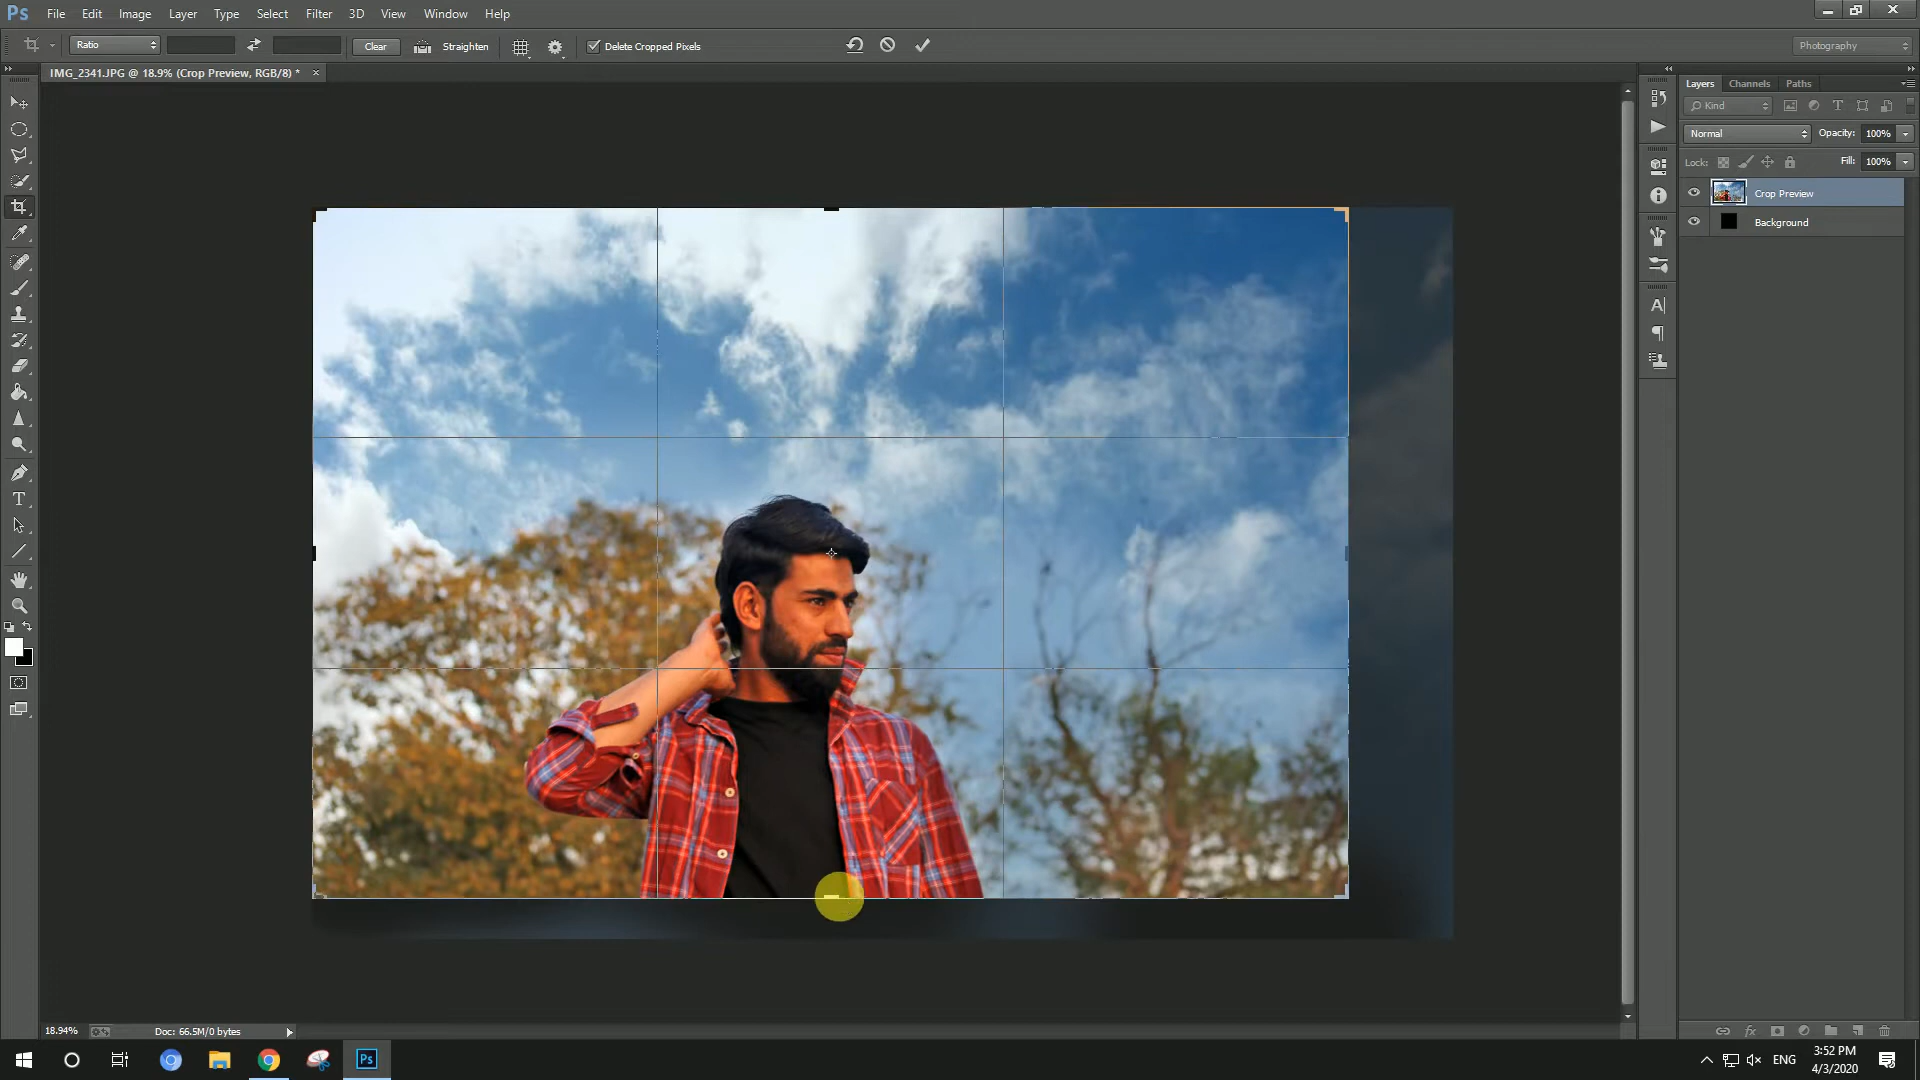 Ps File Edit Image Layer Type Select Filter 3D View Window Help
Ratio Clear Straighten Delete Cropped Pixels Photography
IMG_2341.JPG @ 18.9% (Crop Preview, RGB/8) * ×
Layers Channels Paths
Kind
Normal Opacity: 100%
Lock: Fill: 100%
Crop Preview
Background
18.94% Doc: 66.5M/0 bytes
Ps ENG 3:52 PM
4/3/2020